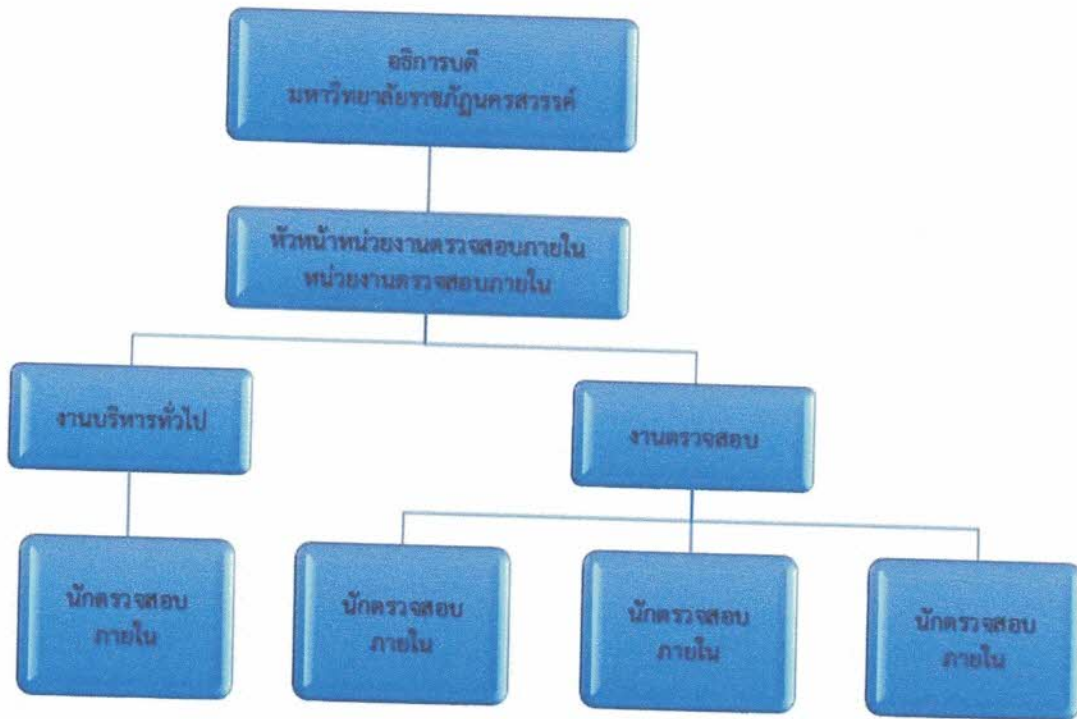 อธิการบดี
มหาวิทยาลัยราชภัฏนครสวรรค์
หัวหน้าหน่วยงานตรวจสอบภายใน
หน่วยงานตรวจสอบภายใน
งานบริหารทั่วไป
งานตรวจสอบ
นักตรวจสอบ
ภายใน
นักตรวจสอบ
ภายใน
นักตรวจสอบ
ภายใน
นักตรวจสอบ
ภายใน